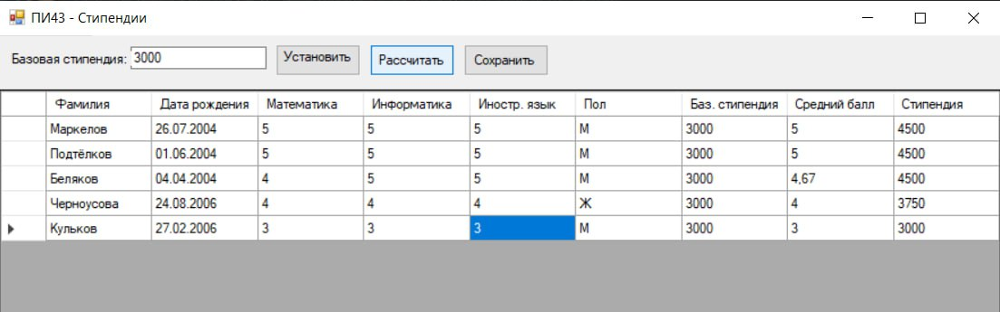 ПИ43 - Стипендии
Базовая стипендия: 3000 Установить Рассчитать Сохранить
Фамилия Дата рождения Математика Информатика Иностр. язык Пол Баз. стипендия Средний балл Стипендия
Маркелов 26.07.2004 5 5 5 М 3000 5 4500
Подтёлков 01.06.2004 5 5 5 М 3000 5 4500
Беляков 04.04.2004 4 5 5 М 3000 4,67 4500
Черноусова 24.08.2006 4 4 4 Ж 3000 4 3750
Кульков 27.02.2006 3 3 3 М 3000 3 3000